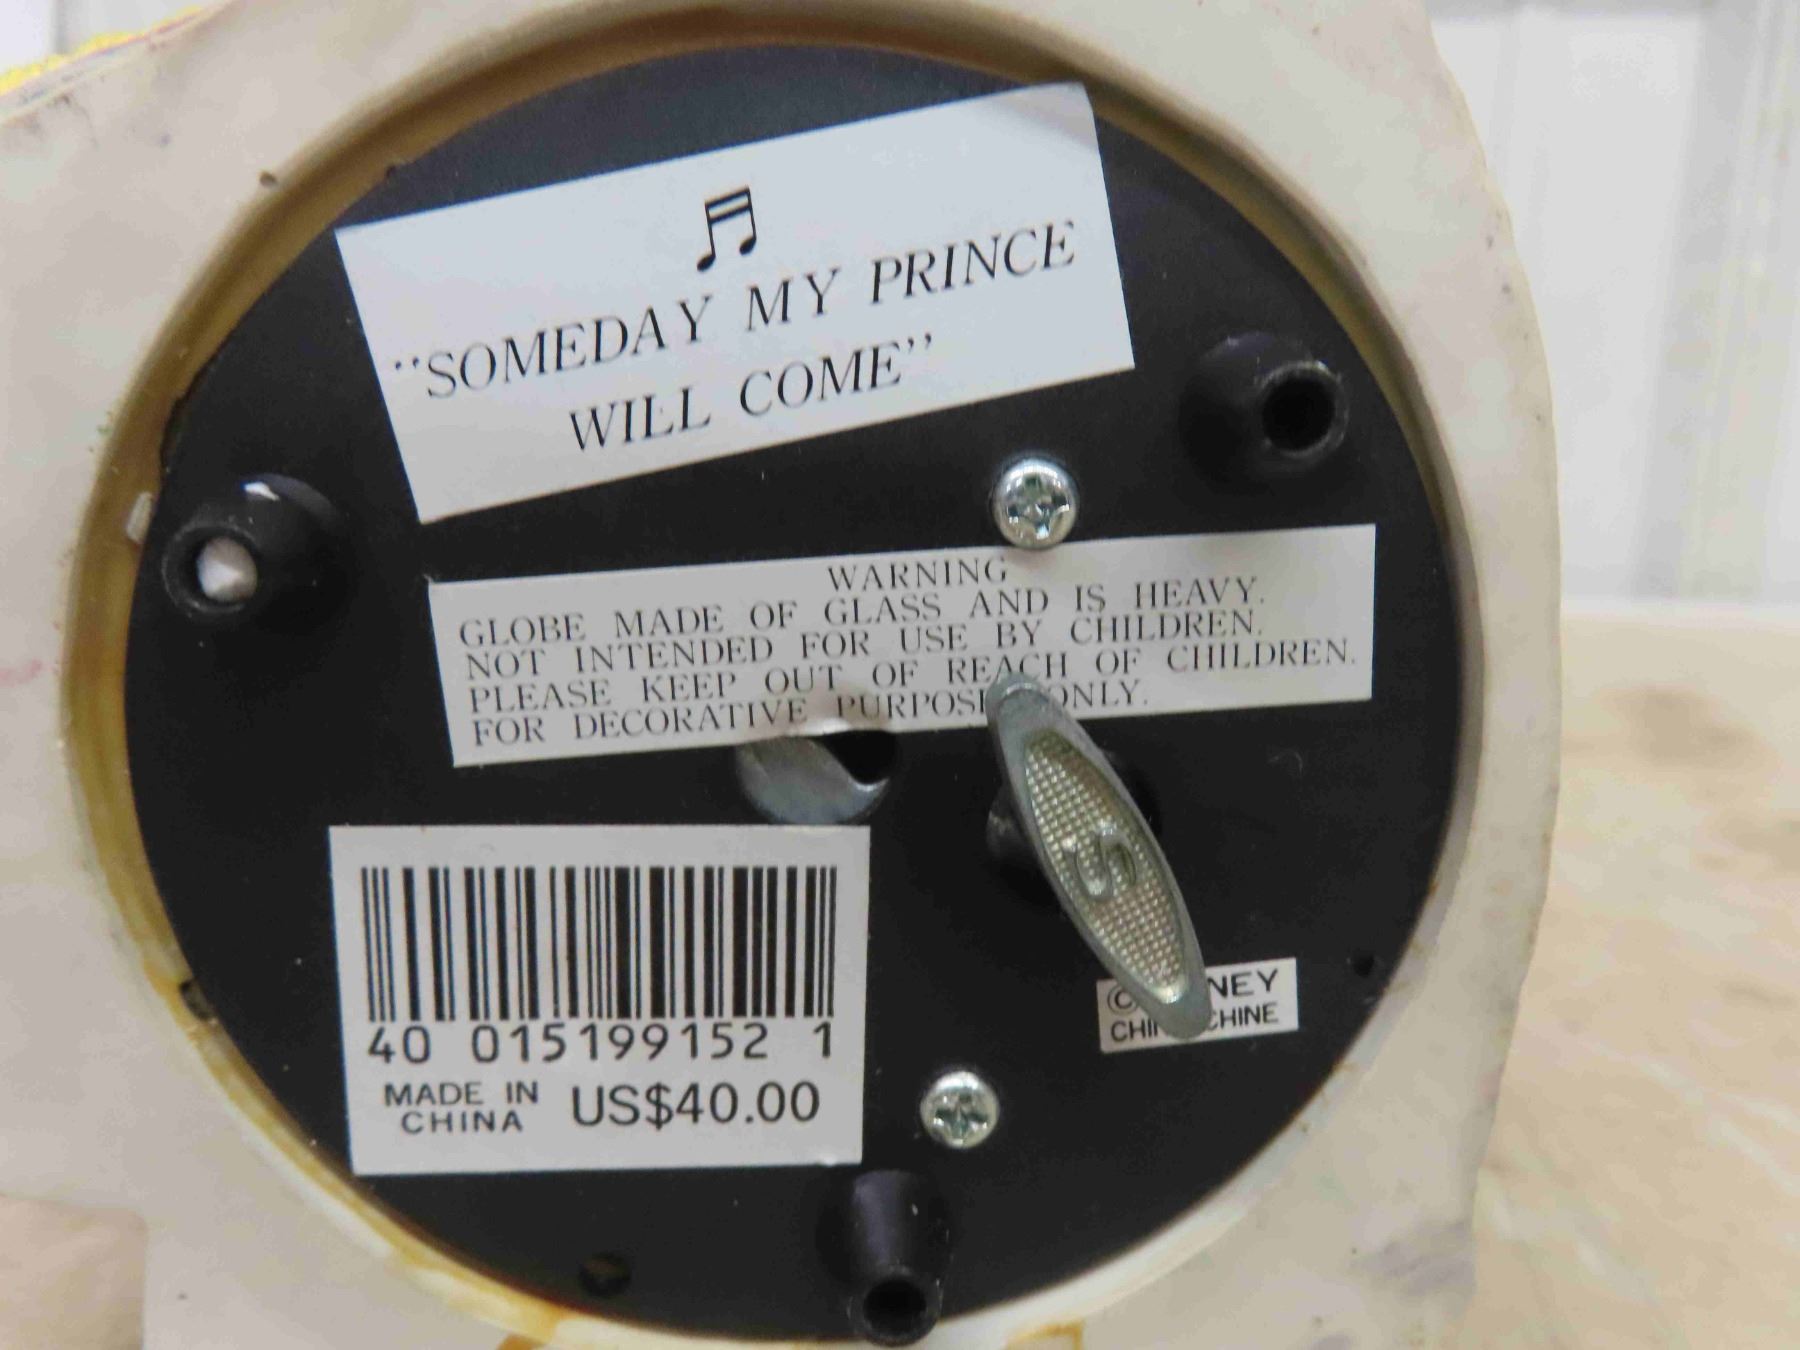 "SOMEDAY MY PRINCE
WILL COME"
WARNING
GLOBE MADE OF GLASS AND IS HEAVY.
NOT INTENDED FOR USE BY CHILDREN.
PLEASE KEEP OUT OF REACH OF CHILDREN.
FOR DECORATIVE PURPOSE ONLY.
S
40 015199152 1
MADE IN
CHINA
US$40.00
©